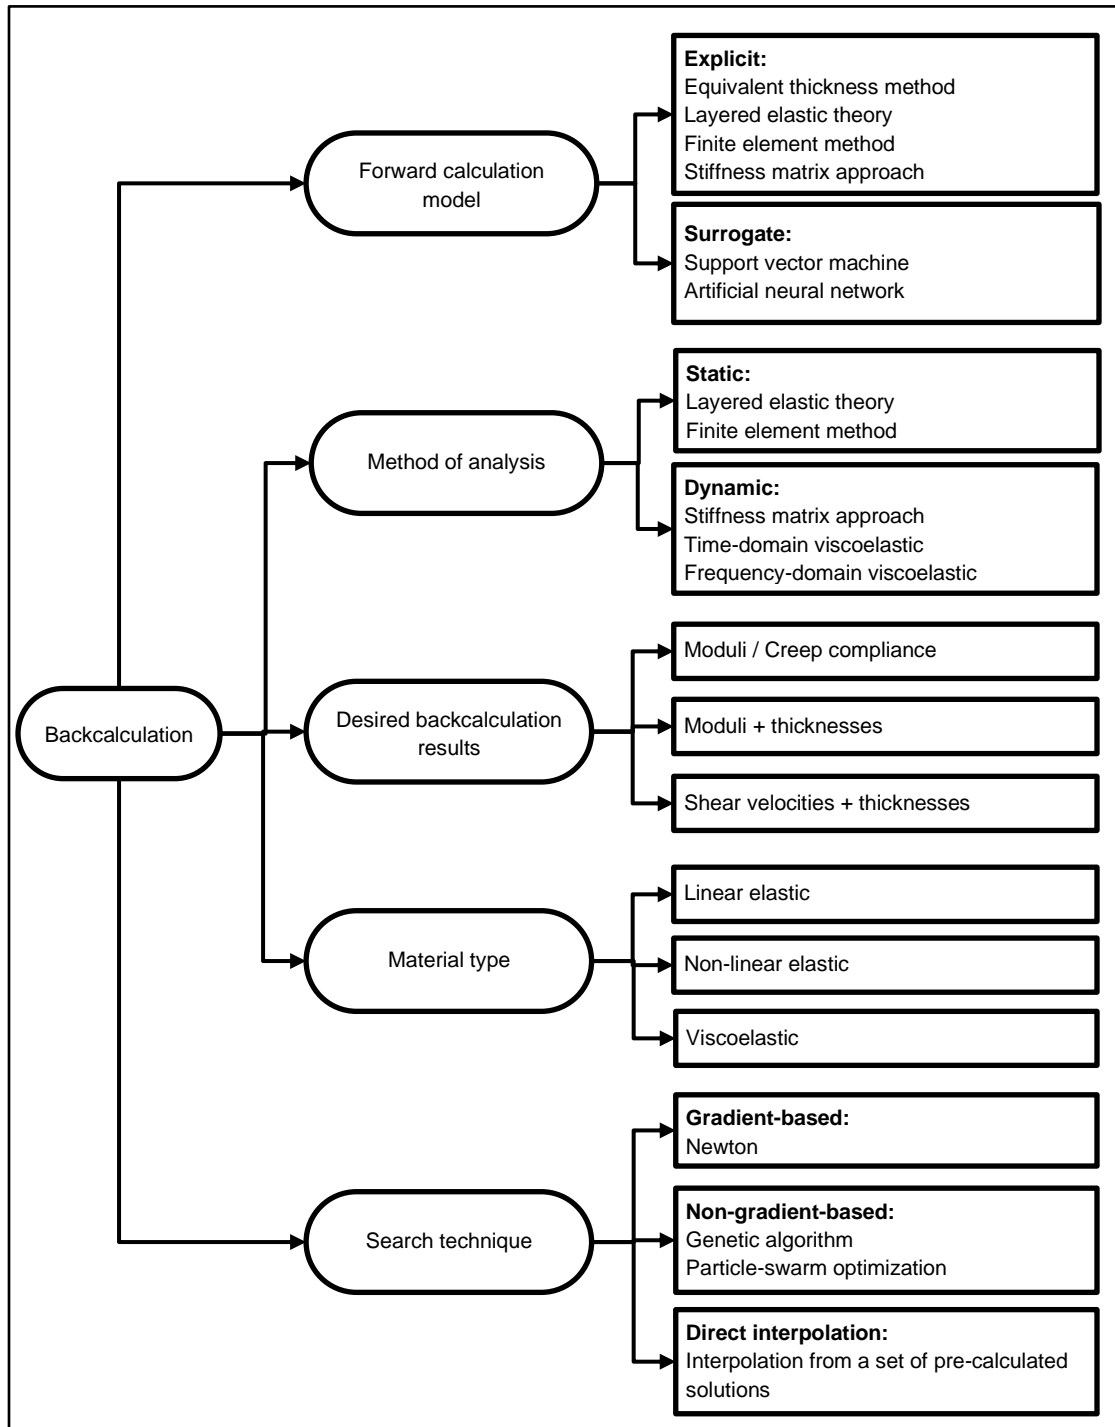 Backcalculation
Forward calculation
model
Explicit:
Equivalent thickness method
Layered elastic theory
Finite element method
Stiffness matrix approach
Surrogate:
Support vector machine
Artificial neural network
Method of analysis
Static:
Layered elastic theory
Finite element method
Dynamic:
Stiffness matrix approach
Time-domain viscoelastic
Frequency-domain viscoelastic
Desired backcalculation
results
Moduli / Creep compliance
Moduli + thicknesses
Shear velocities + thicknesses
Material type
Linear elastic
Non-linear elastic
Viscoelastic
Search technique
Gradient-based:
Newton
Non-gradient-based:
Genetic algorithm
Particle-swarm optimization
Direct interpolation:
Interpolation from a set of pre-calculated
solutions